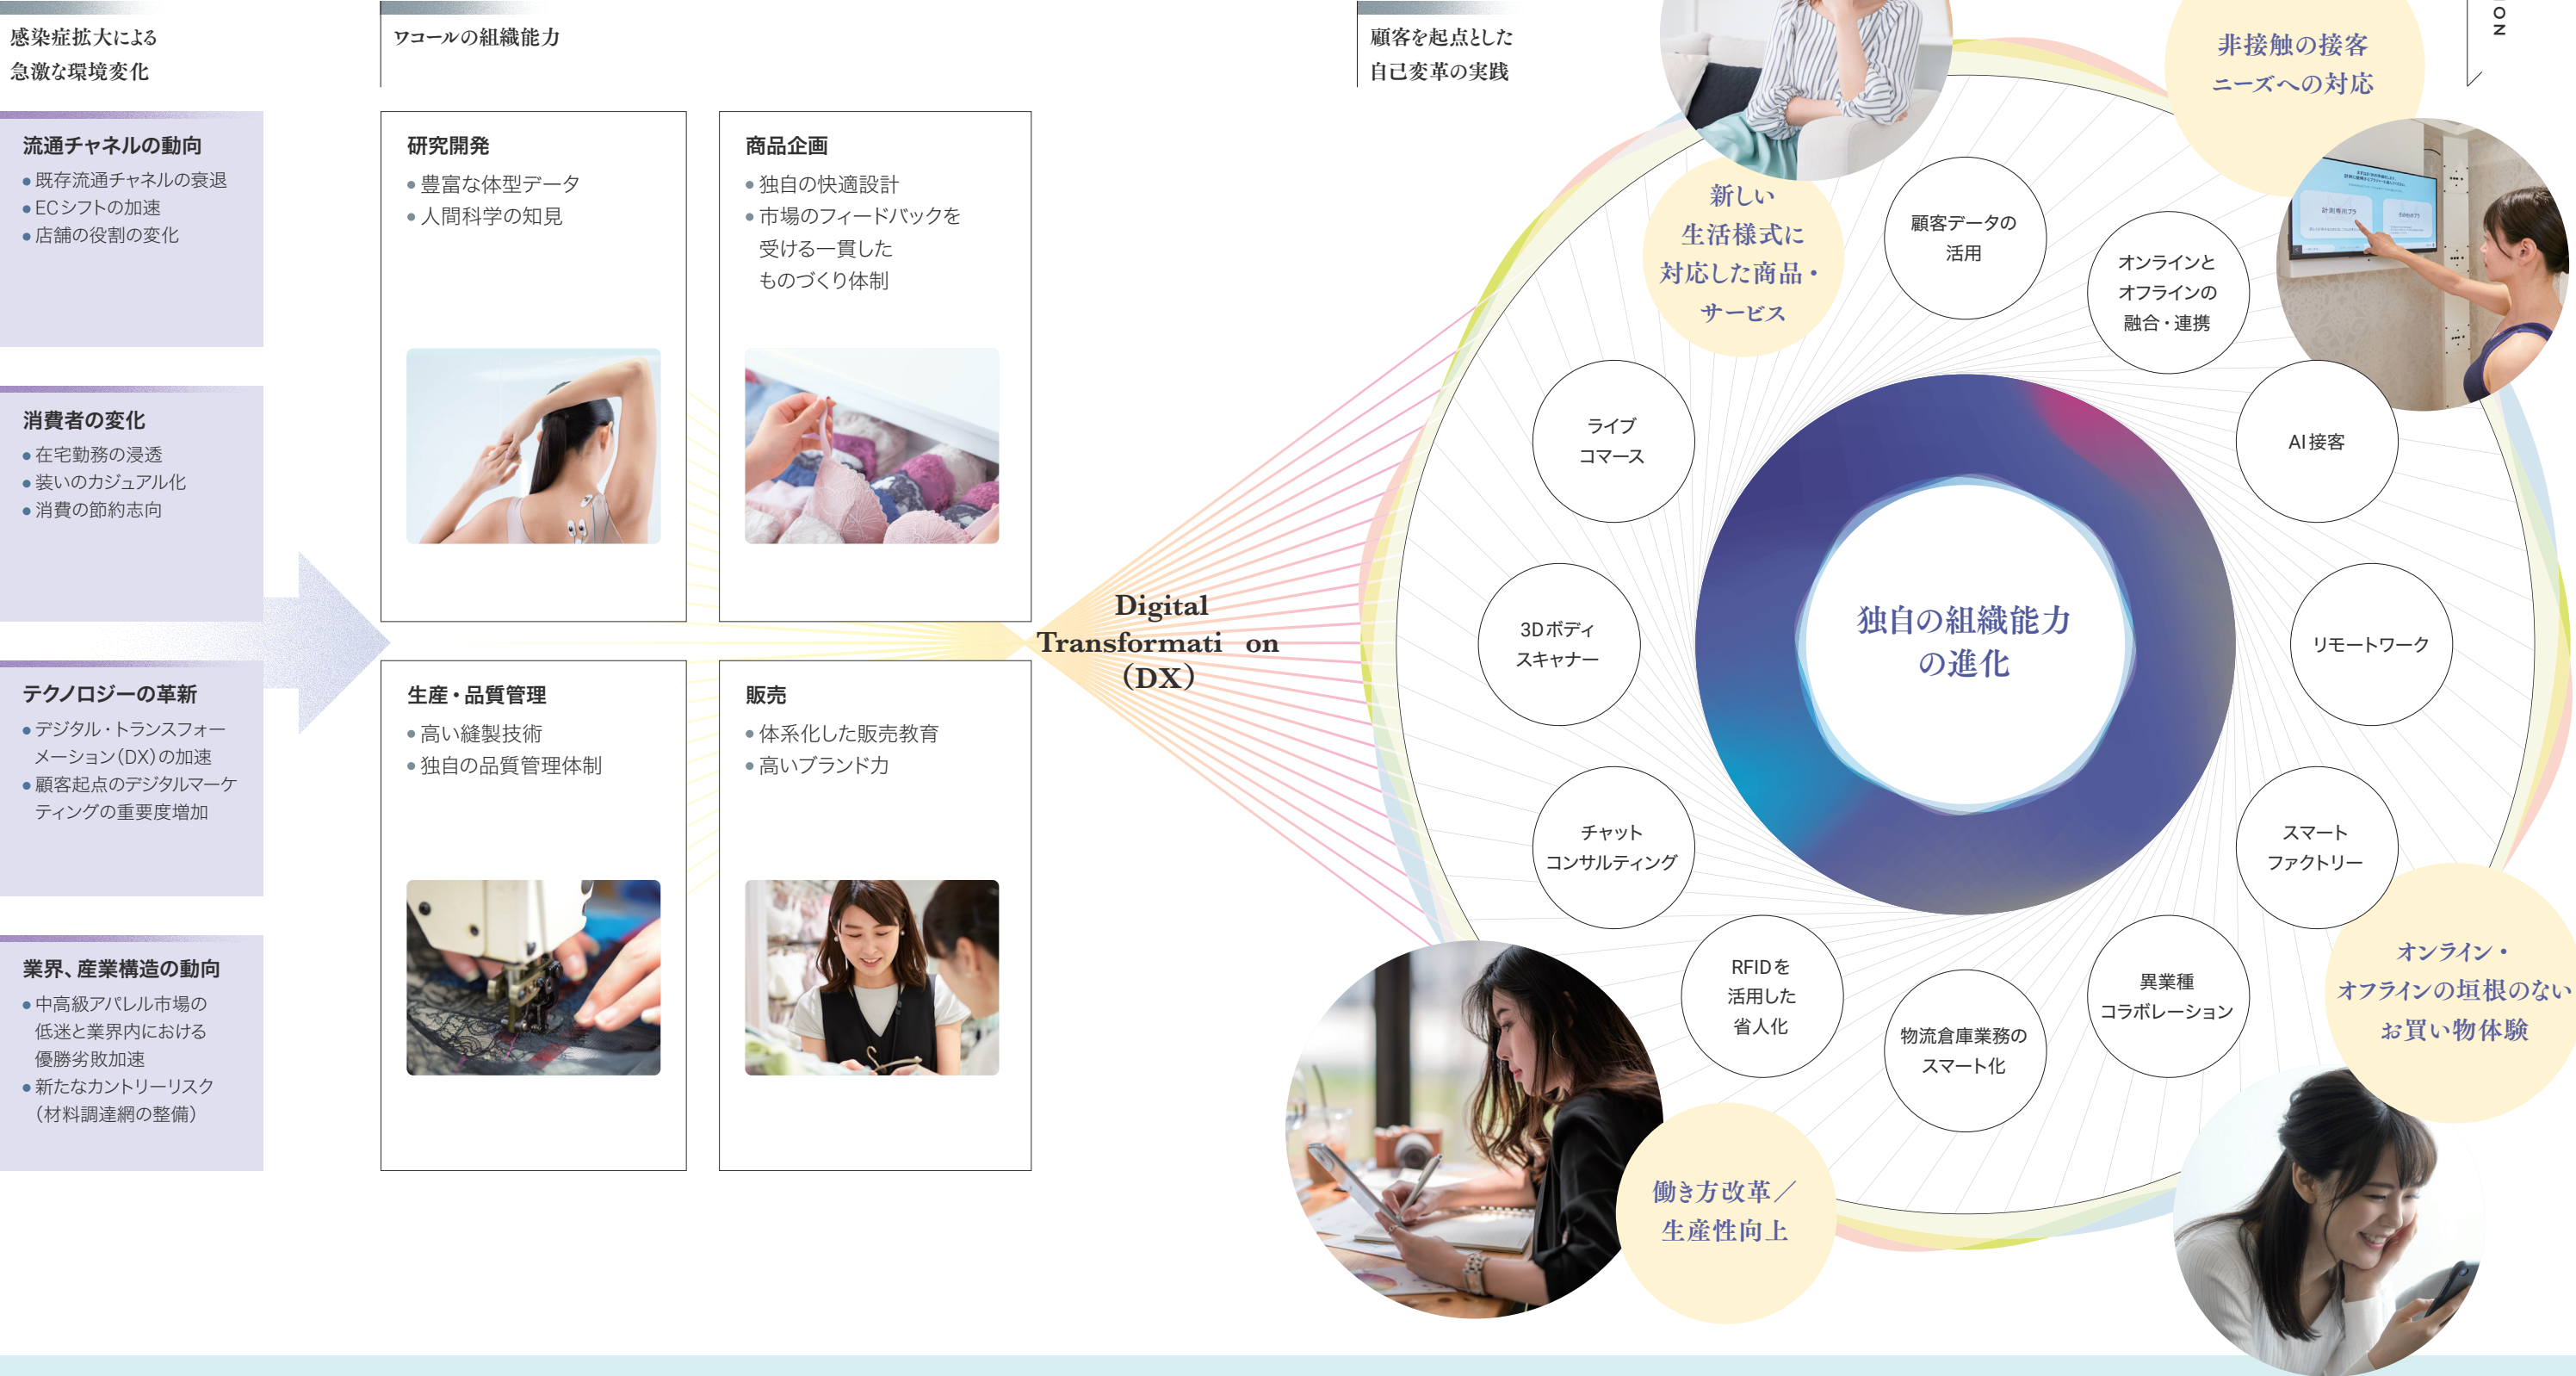 感染症拡大による
急激な環境変化
流通チャネルの動向
●既存流通チャネルの衰退
●ECシフトの加速
●店舗の役割の変化
消費者の変化
●在宅勤務の浸透
●装いのカジュアル化
●消費の節約志向
テクノロジーの革新
●デジタル・トランスフォー
メーション(DX)の加速
●顧客起点のデジタルマーケ
ティングの重要度増加
業界、産業構造の動向
●中高級アパレル市場の
低迷と業界内における
優勝劣敗加速
●新たなカントリーリスク
(材料調達網の整備)
ワコールの組織能力
研究開発
●豊富な体型データ
●人間科学の知見
商品企画
●独自の快適設計
●市場のフィードバックを
受ける一貫した
ものづくり体制
生産・品質管理
●高い縫製技術
●独自の品質管理体制
販売
●体系化した販売教育
●高いブランド力
Digital
Transformati on
(DX)
顧客を起点とした
自己変革の実践
ION
非接触の接客
ニーズへの対応
計測専用ブラ
新しい
生活様式に
対応した商品・
サービス
顧客データの
活用
オンラインと
オフラインの
融合・連携
AI接客
リモートワーク
スマート
ファクトリー
異業種
コラボレーション
物流倉庫業務の
スマート化
RFIDを
活用した
省人化
チャット
コンサルティング
3Dボディ
スキャナー
ライブ
コマース
独自の組織能力
の進化
オンライン・
オフラインの垣根のない
お買い物体験
働き方改革／
生産性向上